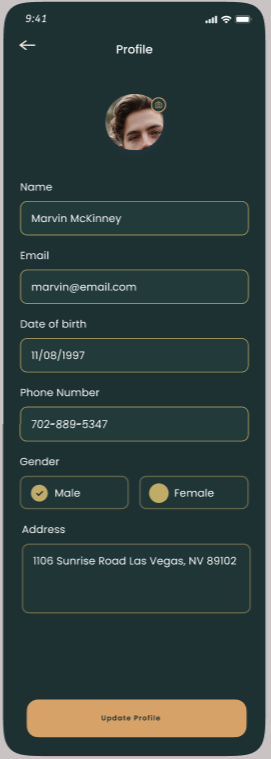 9:41
Profile
Name
Marvin McKinney
Email
marvin@email.com
Date of birth
11/08/1997
Phone Number
702-889-5347
Gender
Male Female
Address
1106 Sunrise Road Las Vegas, NV 89102
Update Profile